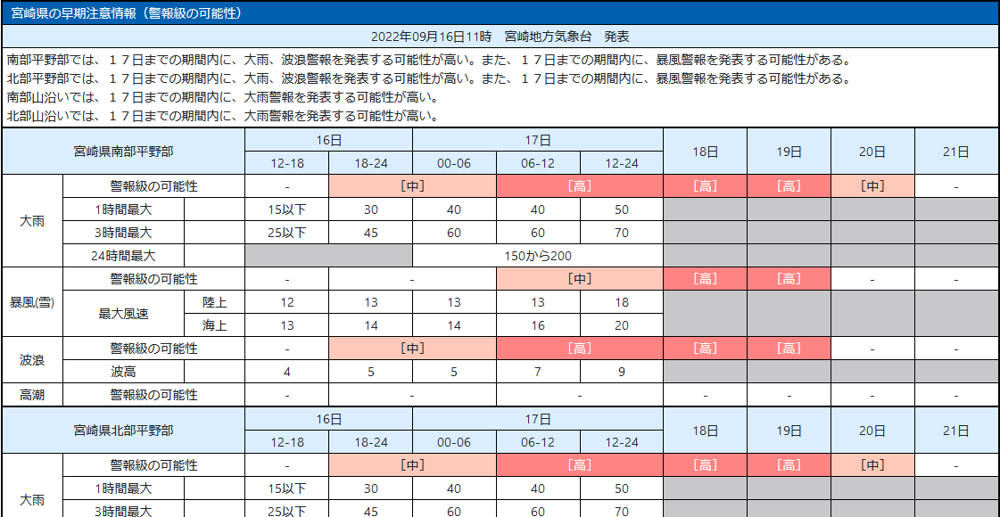 宮崎県の早期注意情報（警報級の可能性）
2022年09月16日11時　宮崎地方気象台　発表
南部平野部では、１７日までの期間内に、大雨、波浪警報を発表する可能性が高い。また、１７日までの期間内に、暴風警報を発表する可能性がある。
北部平野部では、１７日までの期間内に、大雨、波浪警報を発表する可能性が高い。また、１７日までの期間内に、暴風警報を発表する可能性がある。
南部山沿いでは、１７日までの期間内に、大雨警報を発表する可能性が高い。
北部山沿いでは、１７日までの期間内に、大雨警報を発表する可能性が高い。
宮崎県南部平野部 16日 17日 18日 19日 20日 21日
12-18 18-24 00-06 06-12 12-24
大雨 警報級の可能性 - ［中］ ［高］ ［高］ ［高］ ［中］ -
1時間最大 15以下 30 40 40 50
3時間最大 25以下 45 60 60 70
24時間最大 150から200
暴風(雪) 警報級の可能性 - - ［中］ ［高］ ［高］ - -
最大風速 陸上 12 13 13 13 18
海上 13 14 14 16 20
波浪 警報級の可能性 - ［中］ ［高］ ［高］ ［高］ - -
波高 4 5 5 7 9
高潮 警報級の可能性 - - - - - - -
宮崎県北部平野部 16日 17日 18日 19日 20日 21日
12-18 18-24 00-06 06-12 12-24
大雨 警報級の可能性 - ［中］ ［高］ ［高］ ［高］ ［中］ -
1時間最大 15以下 30 40 40 50
3時間最大 25以下 45 60 60 70